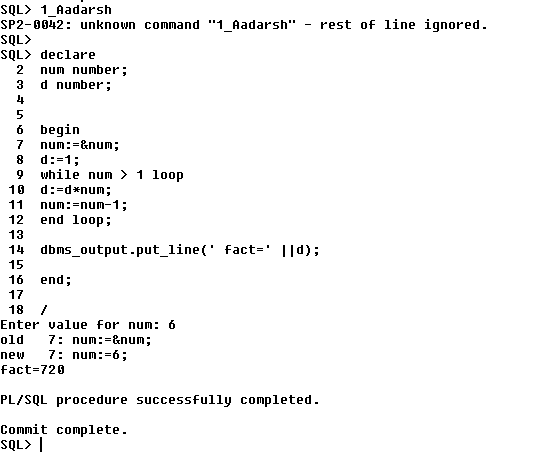 SQL> 1_Aadarsh
SP2-0042: unknown command "1_Aadarsh" - rest of line ignored.
SQL>
SQL> declare
2 num number;
3 d number;
4
5
6 begin
7 num:=&num;
8 d:=1;
9 while num > 1 loop
10 d:=d*num;
11 num:=num-1;
12 end loop;
13
14 dbms_output.put_line(' fact=' ||d);
15
16 end;
17
18 /
Enter value for num: 6
old 7: num:=&num;
new 7: num:=6;
fact=720
PL/SQL procedure successfully completed.
Commit complete.
SQL>